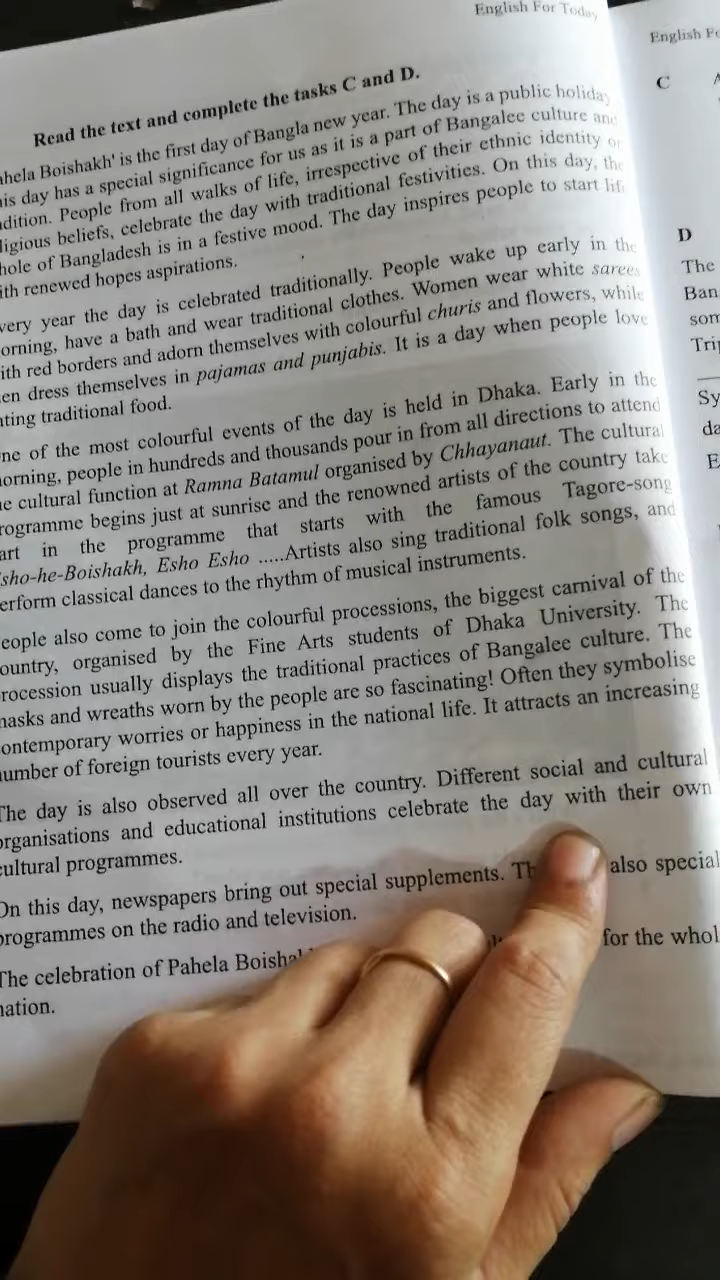 English For Today
Read the text and complete the tasks C and D.
ahela Boishakh' is the first day of Bangla new year. The day is a public holiday
is day has a special significance for us as it is a part of Bangalee culture and
dition. People from all walks of life, irrespective of their ethnic identity or
ligious beliefs, celebrate the day with traditional festivities. On this day, the
hole of Bangladesh is in a festive mood. The day inspires people to start lif
ith renewed hopes aspirations.
very year the day is celebrated traditionally. People wake up early in the
orning, have a bath and wear traditional clothes. Women wear white sarees
ith red borders and adorn themselves with colourful churis and flowers, while
en dress themselves in pajamas and punjabis. It is a day when people love
ating traditional food.
ne of the most colourful events of the day is held in Dhaka. Early in the
orning, people in hundreds and thousands pour in from all directions to attend
e cultural function at Ramna Batamul organised by Chhayanaut. The cultural
rogramme begins just at sunrise and the renowned artists of the country take
art in the programme that starts with the famous Tagore-song
sho-he-Boishakh, Esho Esho .....Artists also sing traditional folk songs, and
erform classical dances to the rhythm of musical instruments.
eople also come to join the colourful processions, the biggest carnival of the
ountry, organised by the Fine Arts students of Dhaka University. The
rocession usually displays the traditional practices of Bangalee culture. The
masks and wreaths worn by the people are so fascinating! Often they symbolise
ontemporary worries or happiness in the national life. It attracts an increasing
umber of foreign tourists every year.
The day is also observed all over the country. Different social and cultural
organisations and educational institutions celebrate the day with their own
cultural programmes.
On this day, newspapers bring out special supplements. Th also special
programmes on the radio and television.
The celebration of Pahela Boishak for the whol
nation.
English Fo
C
D
The
Ban
som
Trip
Sy
da
E